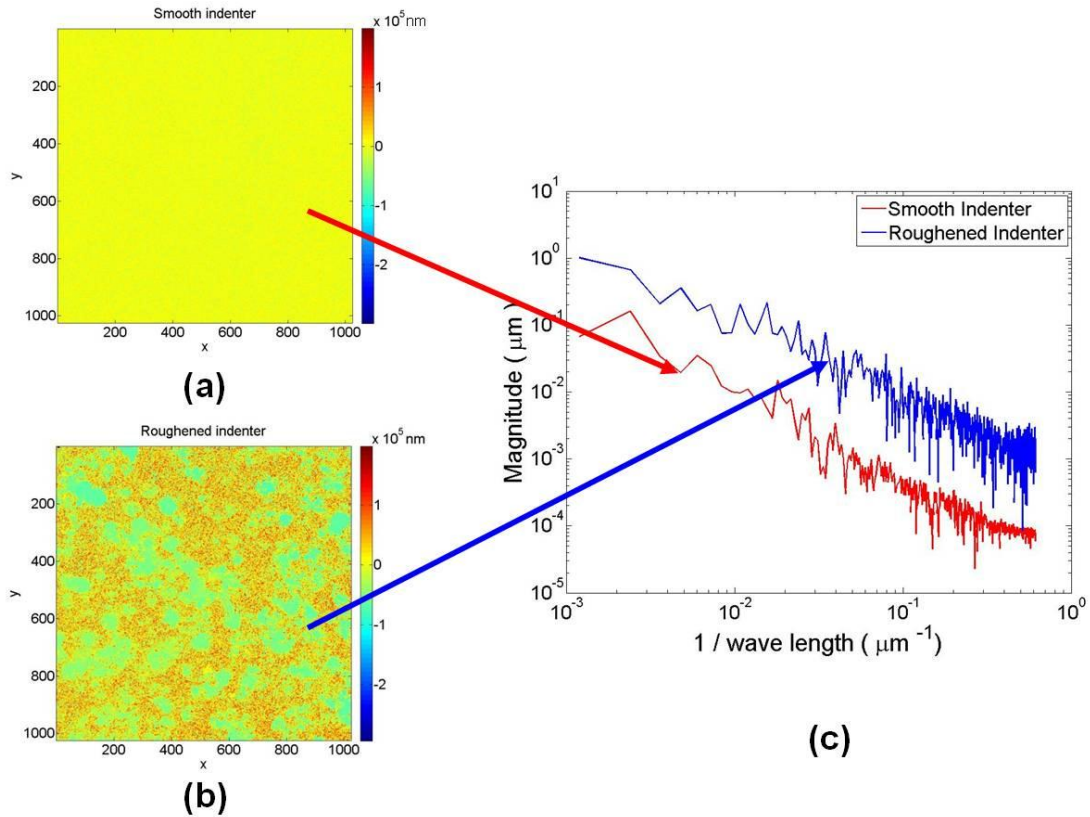 Smooth indenter
x 10^5 nm
200
400
600
800
1000
y
200 400 600 800 1000
x
1
0
-1
-2
(a)
Roughened indenter
x 10^5 nm
200
400
600
800
1000
y
200 400 600 800 1000
x
1
0
-1
-2
(b)
Smooth Indenter
Roughened Indenter
10^1
10^0
10^-1
10^-2
10^-3
10^-4
10^-5
Magnitude ( μm )
10^-3 10^-2 10^-1 10^0
1 / wave length ( μm^-1 )
(c)